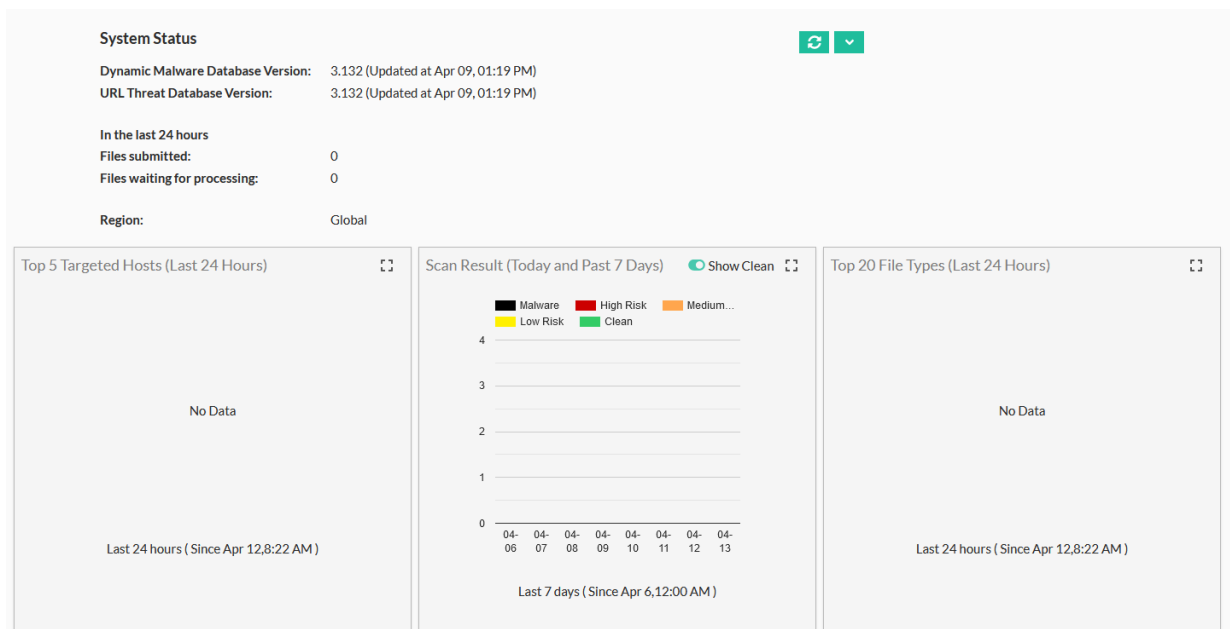 System Status
Dynamic Malware Database Version: 3.132 (Updated at Apr 09, 01:19 PM)
URL Threat Database Version: 3.132 (Updated at Apr 09, 01:19 PM)
In the last 24 hours
Files submitted: 0
Files waiting for processing: 0
Region: Global
Top 5 Targeted Hosts (Last 24 Hours)
No Data
Last 24 hours ( Since Apr 12,8:22 AM )
Scan Result (Today and Past 7 Days) Show Clean
Malware High Risk Medium...
Low Risk Clean
4
3
2
1
0
04- 04- 04- 04- 04- 04- 04- 04-
06 07 08 09 10 11 12 13
Last 7 days ( Since Apr 6,12:00 AM )
Top 20 File Types (Last 24 Hours)
No Data
Last 24 hours ( Since Apr 12,8:22 AM )